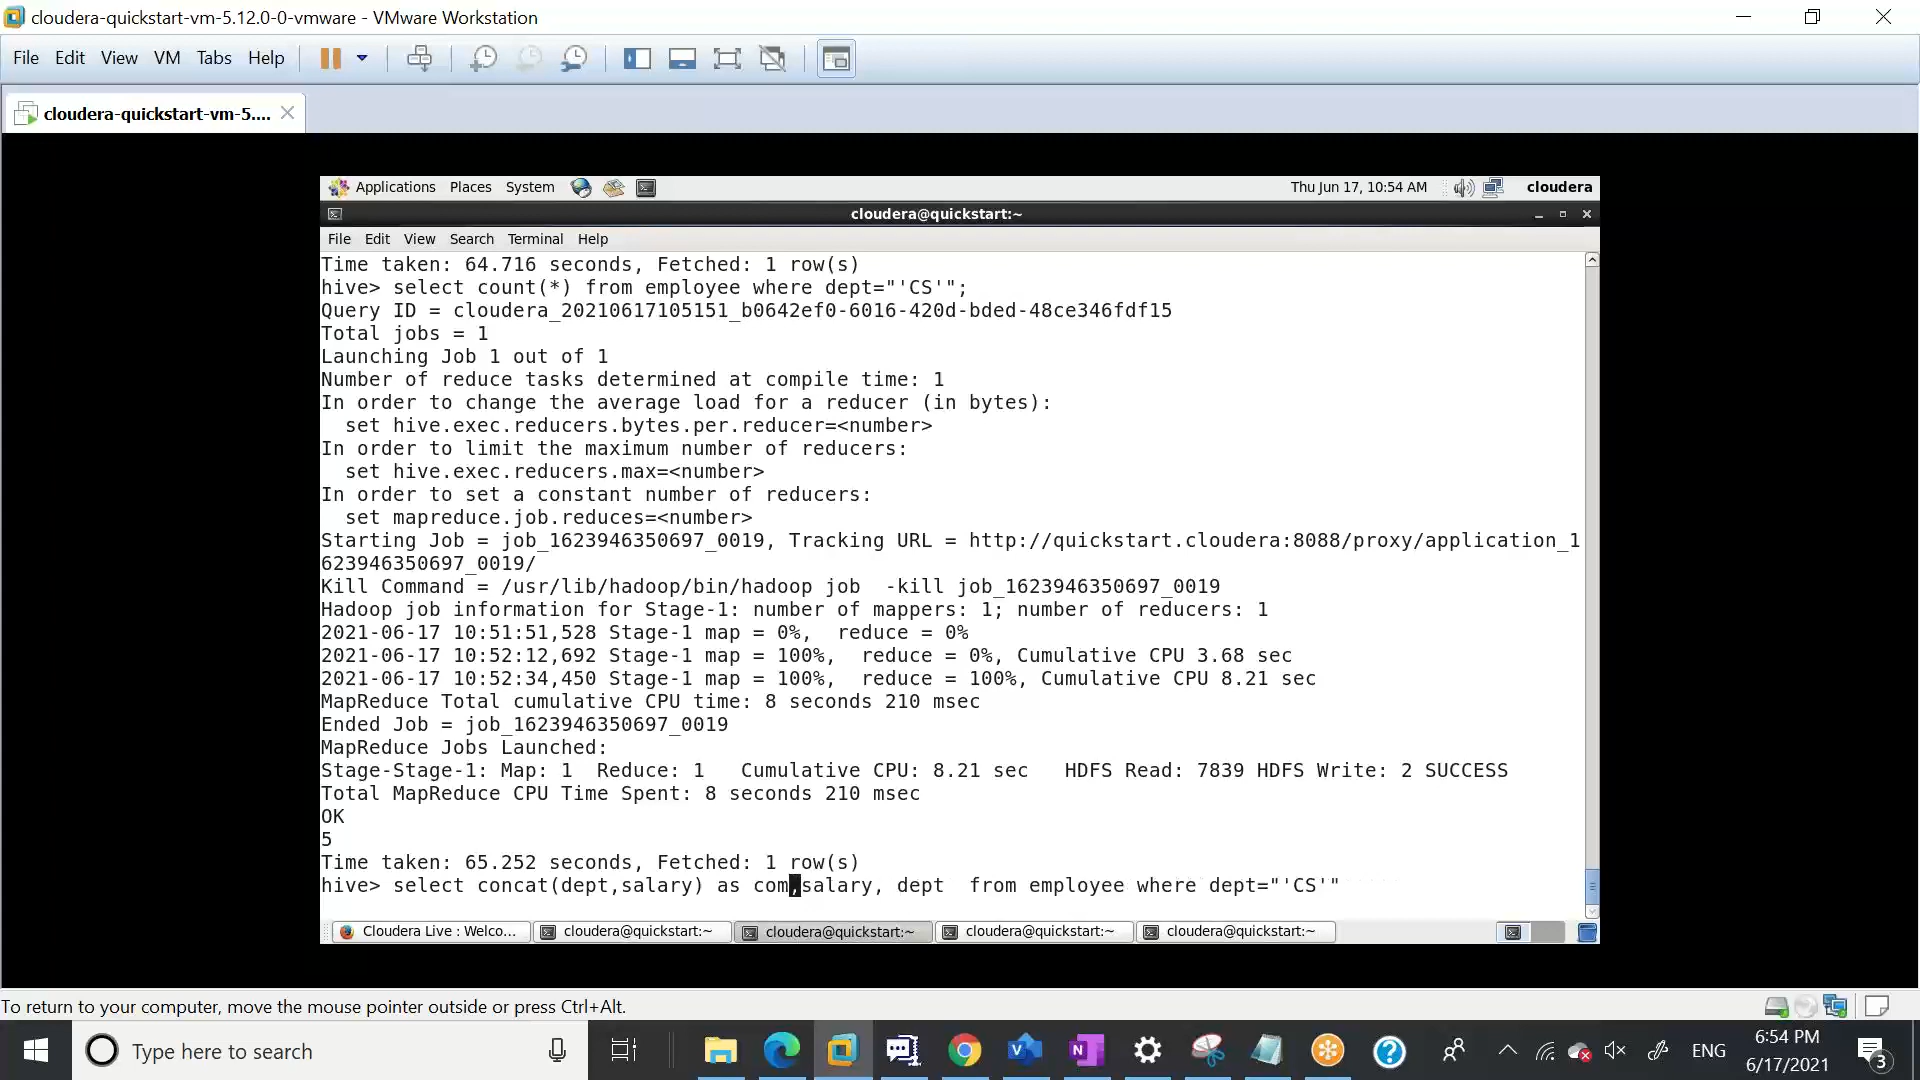 cloudera-quickstart-vm-5.12.0-0-vmware - VMware Workstation
File Edit View VM Tabs Help
cloudera-quickstart-vm-5....
Applications Places System Thu Jun 17, 10:54 AM cloudera
cloudera@quickstart:~
File Edit View Search Terminal Help
Time taken: 64.716 seconds, Fetched: 1 row(s)
hive> select count(*) from employee where dept="'CS'";
Query ID = cloudera_20210617105151_b0642ef0-6016-420d-bded-48ce346fdf15
Total jobs = 1
Launching Job 1 out of 1
Number of reduce tasks determined at compile time: 1
In order to change the average load for a reducer (in bytes):
  set hive.exec.reducers.bytes.per.reducer=<number>
In order to limit the maximum number of reducers:
  set hive.exec.reducers.max=<number>
In order to set a constant number of reducers:
  set mapreduce.job.reduces=<number>
Starting Job = job_1623946350697_0019, Tracking URL = http://quickstart.cloudera:8088/proxy/application_1
623946350697_0019/
Kill Command = /usr/lib/hadoop/bin/hadoop job  -kill job_1623946350697_0019
Hadoop job information for Stage-1: number of mappers: 1; number of reducers: 1
2021-06-17 10:51:51,528 Stage-1 map = 0%,  reduce = 0%
2021-06-17 10:52:12,692 Stage-1 map = 100%,  reduce = 0%, Cumulative CPU 3.68 sec
2021-06-17 10:52:34,450 Stage-1 map = 100%,  reduce = 100%, Cumulative CPU 8.21 sec
MapReduce Total cumulative CPU time: 8 seconds 210 msec
Ended Job = job_1623946350697_0019
MapReduce Jobs Launched:
Stage-Stage-1: Map: 1  Reduce: 1   Cumulative CPU: 8.21 sec   HDFS Read: 7839 HDFS Write: 2 SUCCESS
Total MapReduce CPU Time Spent: 8 seconds 210 msec
OK
5
Time taken: 65.252 seconds, Fetched: 1 row(s)
hive> select concat(dept,salary) as com,salary, dept  from employee where dept="'CS'"
Cloudera Live : Welco... cloudera@quickstart:~ cloudera@quickstart:~ cloudera@quickstart:~ cloudera@quickstart:~
To return to your computer, move the mouse pointer outside or press Ctrl+Alt.
Type here to search ENG 6:54 PM
6/17/2021 3